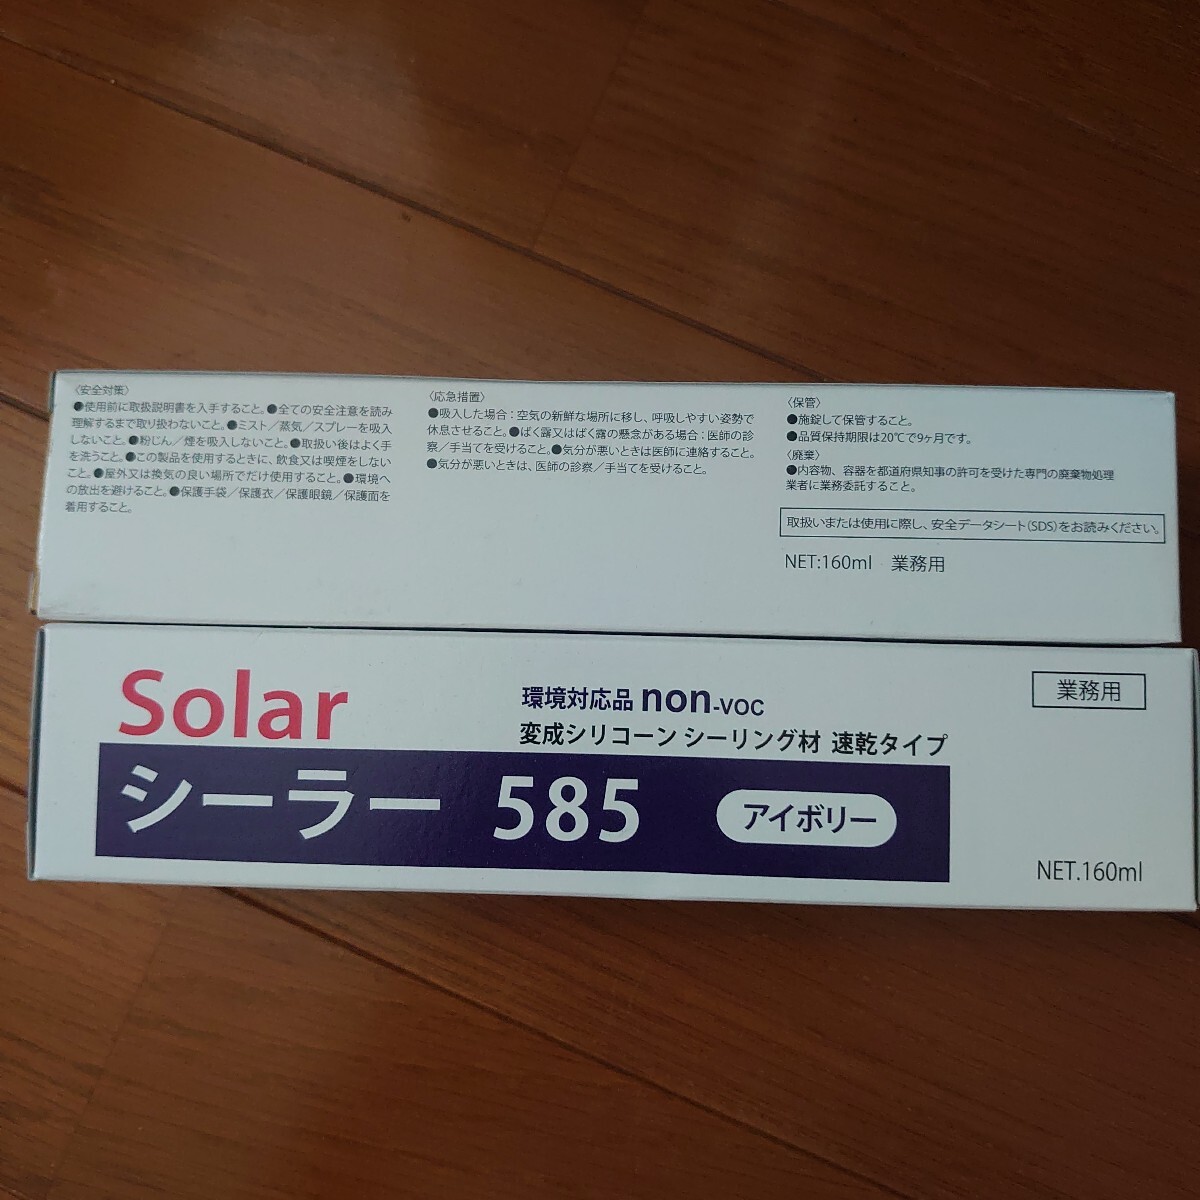 〈安全対策〉
●使用前に取扱説明書を入手すること。●全ての安全注意を読み
理解するまで取り扱わないこと。●ミスト／蒸気／スプレーを吸入
しないこと。●粉じん／煙を吸入しないこと。●取扱い後はよく手
を洗うこと。●この製品を使用するときに、飲食又は喫煙をしない
こと。●屋外又は換気の良い場所でだけ使用すること。●環境へ
の放出を避けること。●保護手袋／保護衣／保護眼鏡／保護面を
着用すること。
〈応急措置〉
●吸入した場合：空気の新鮮な場所に移し、呼吸しやすい姿勢で
休息させること。●ばく露又はばく露の懸念がある場合：医師の診
察／手当てを受けること。●気分が悪いときは医師に連絡すること。
●気分が悪いときは、医師の診察／手当てを受けること。
〈保管〉
●施錠して保管すること。
●品質保持期限は20℃で9ヶ月です。
〈廃棄〉
●内容物、容器を都道府県知事の許可を受けた専門の廃棄物処理
業者に業務委託すること。
取扱いまたは使用に際し、安全データシート(SDS)をお読みください。
NET:160ml 業務用
Solar
環境対応品 non-VOC
業務用
変成シリコーン シーリング材 速乾タイプ
シーラー 585 アイボリー
NET.160ml